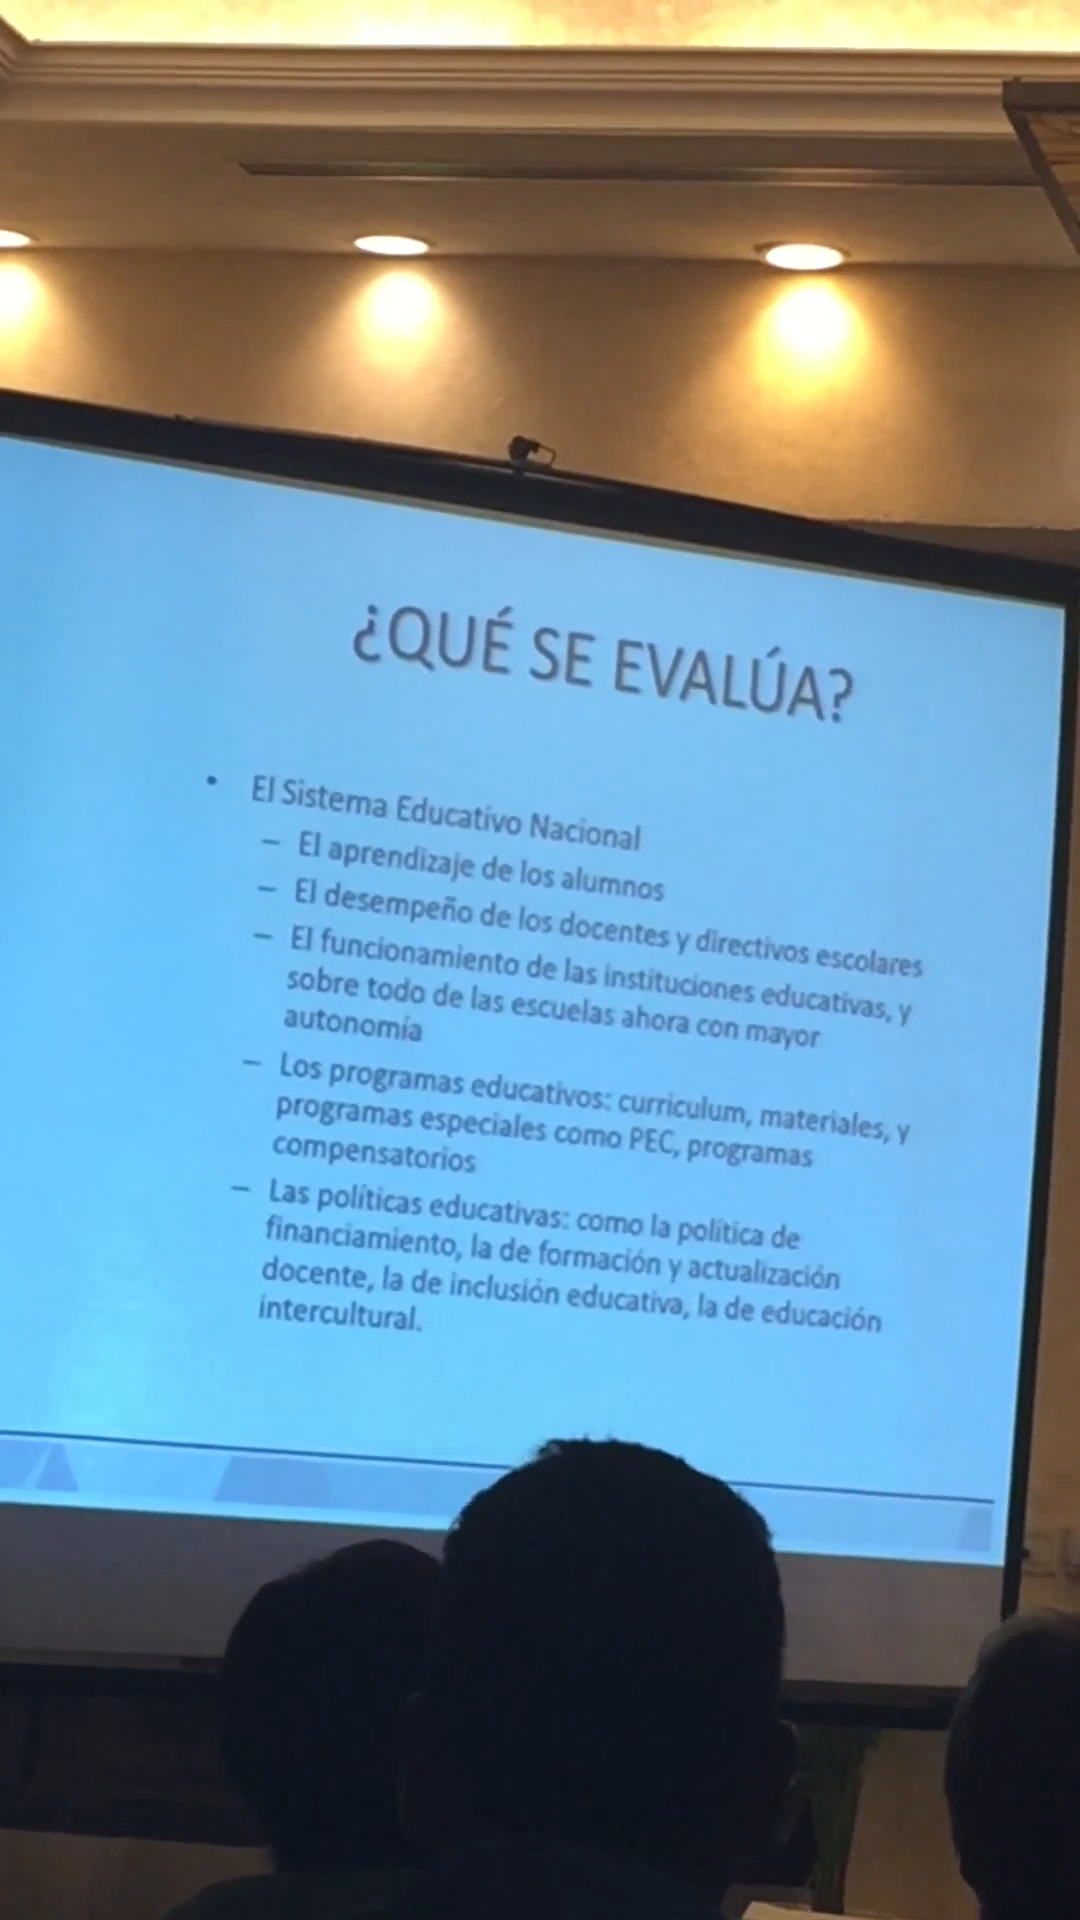 ¿QUÉ SE EVALÚA?
• El Sistema Educativo Nacional
– El aprendizaje de los alumnos
– El desempeño de los docentes y directivos escolares
– El funcionamiento de las instituciones educativas, y
sobre todo de las escuelas ahora con mayor
autonomía
– Los programas educativos: curriculum, materiales, y
programas especiales como PEC, programas
compensatorios
– Las políticas educativas: como la política de
financiamiento, la de formación y actualización
docente, la de inclusión educativa, la de educación
intercultural.